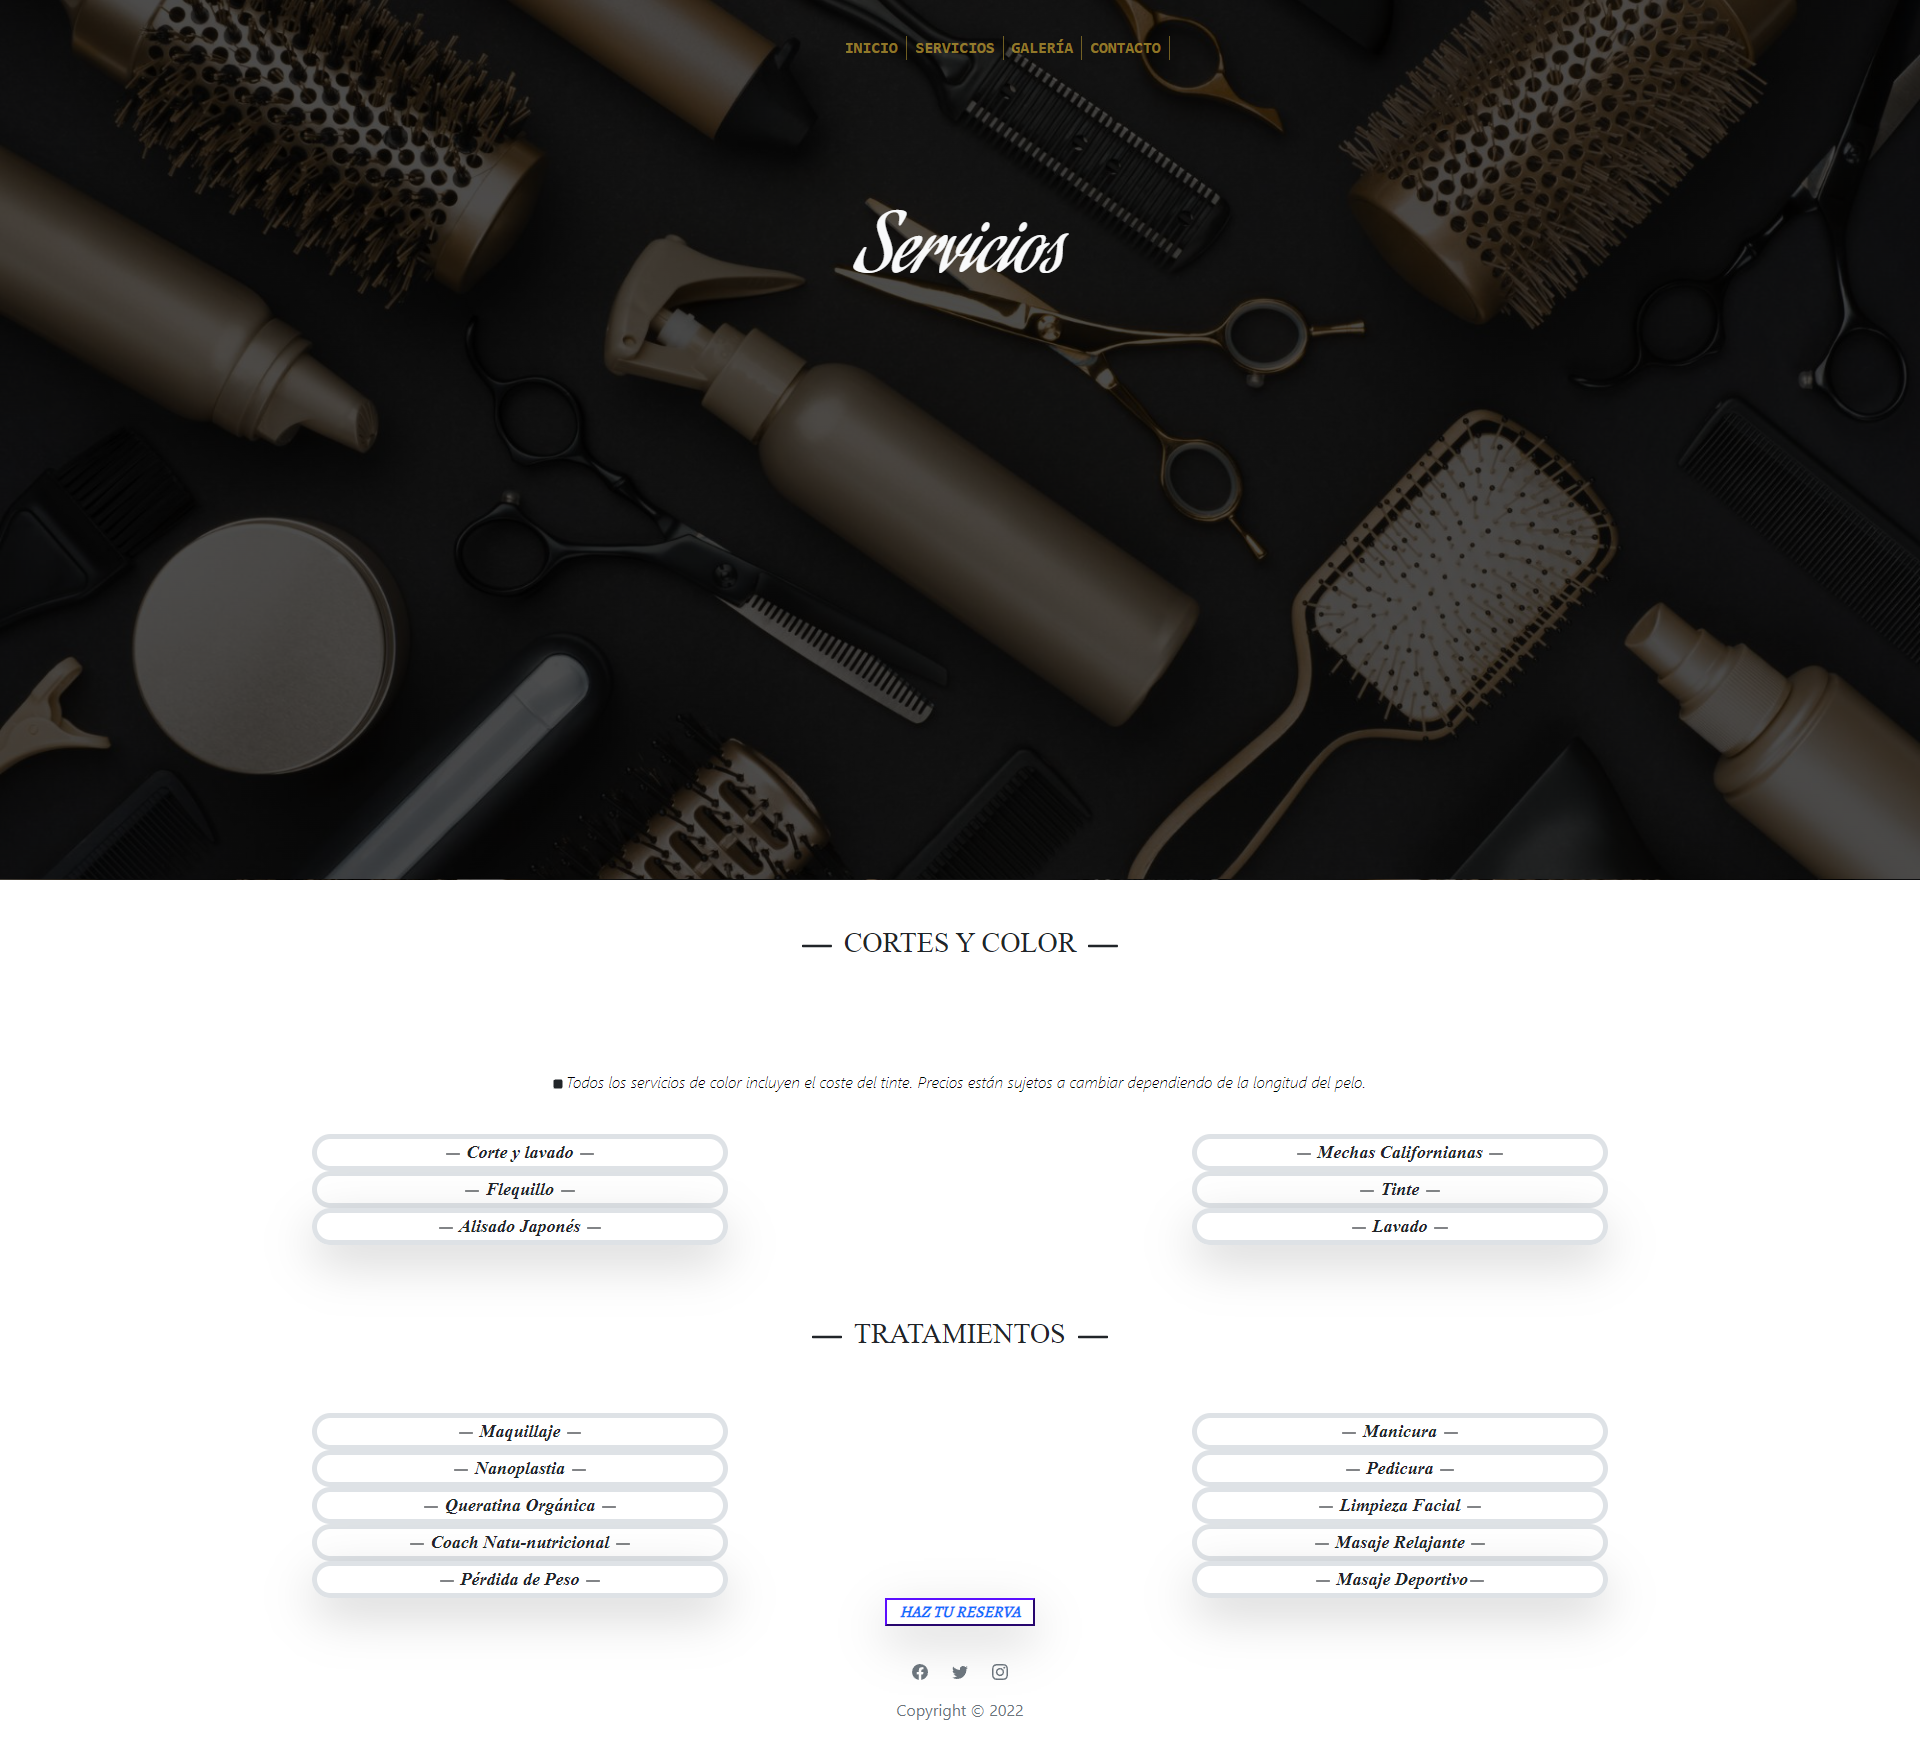 INICIO SERVICIOS GALERÍA CONTACTO
Servicios
— CORTES Y COLOR —
Todos los servicios de color incluyen el coste del tinte. Precios están sujetos a cambiar dependiendo de la longitud del pelo.
— Corte y lavado —
— Flequillo —
— Alisado Japonés —
— Mechas Californianas —
— Tinte —
— Lavado —
— TRATAMIENTOS —
— Maquillaje —
— Nanoplastia —
— Queratina Orgánica —
— Coach Natu-nutricional —
— Pérdida de Peso —
— Manicura —
— Pedicura —
— Limpieza Facial —
— Masaje Relajante —
— Masaje Deportivo—
HAZ TU RESERVA
Copyright © 2022